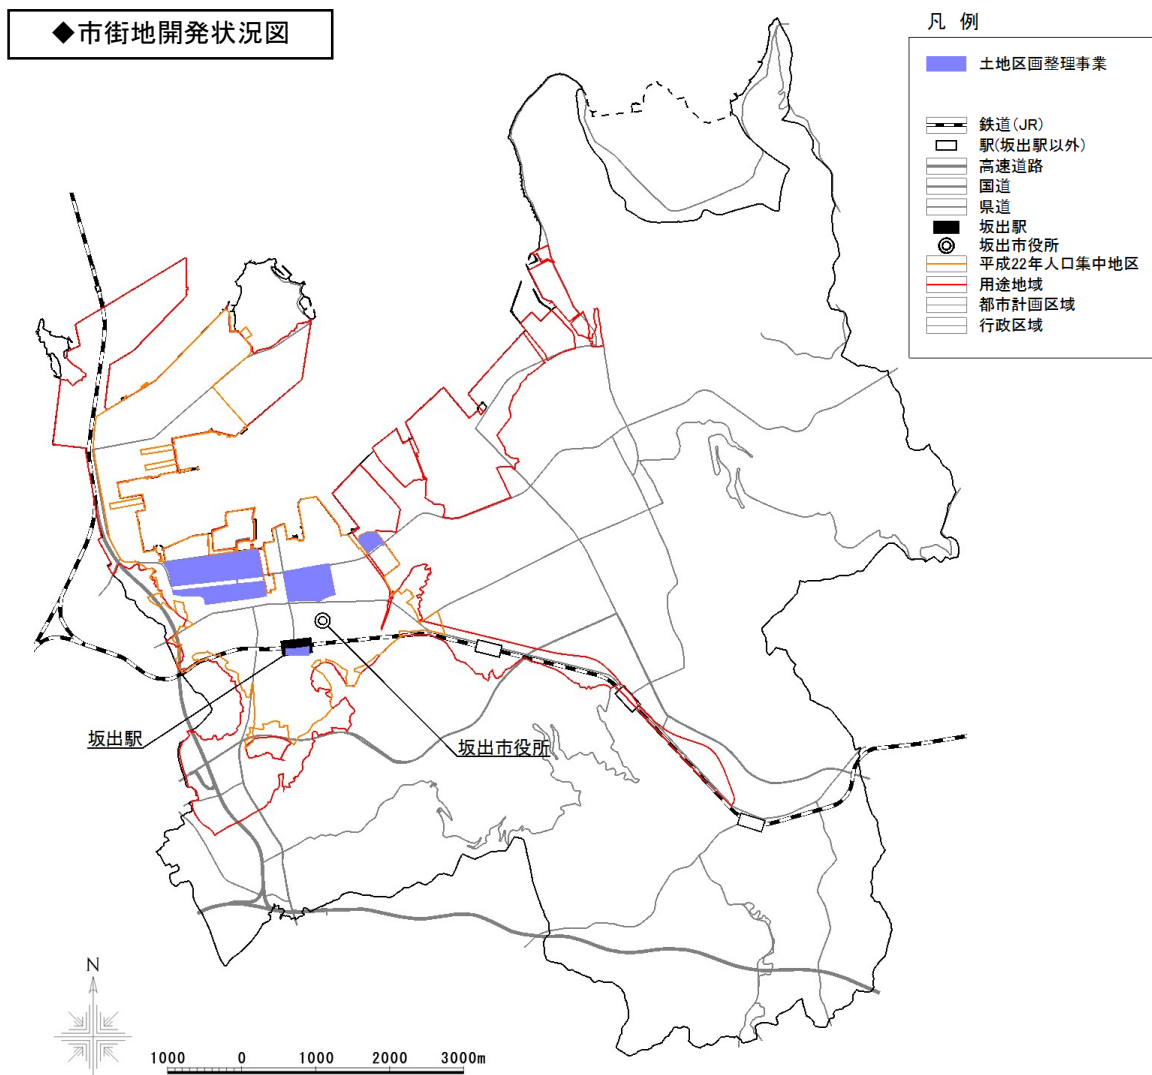 ◆市街地開発状況図
凡 例
土地区画整理事業
鉄道(JR)
駅(坂出駅以外)
高速道路
国道
県道
坂出駅
坂出市役所
平成22年人口集中地区
用途地域
都市計画区域
行政区域
坂出駅
坂出市役所
N
1000 0 1000 2000 3000m